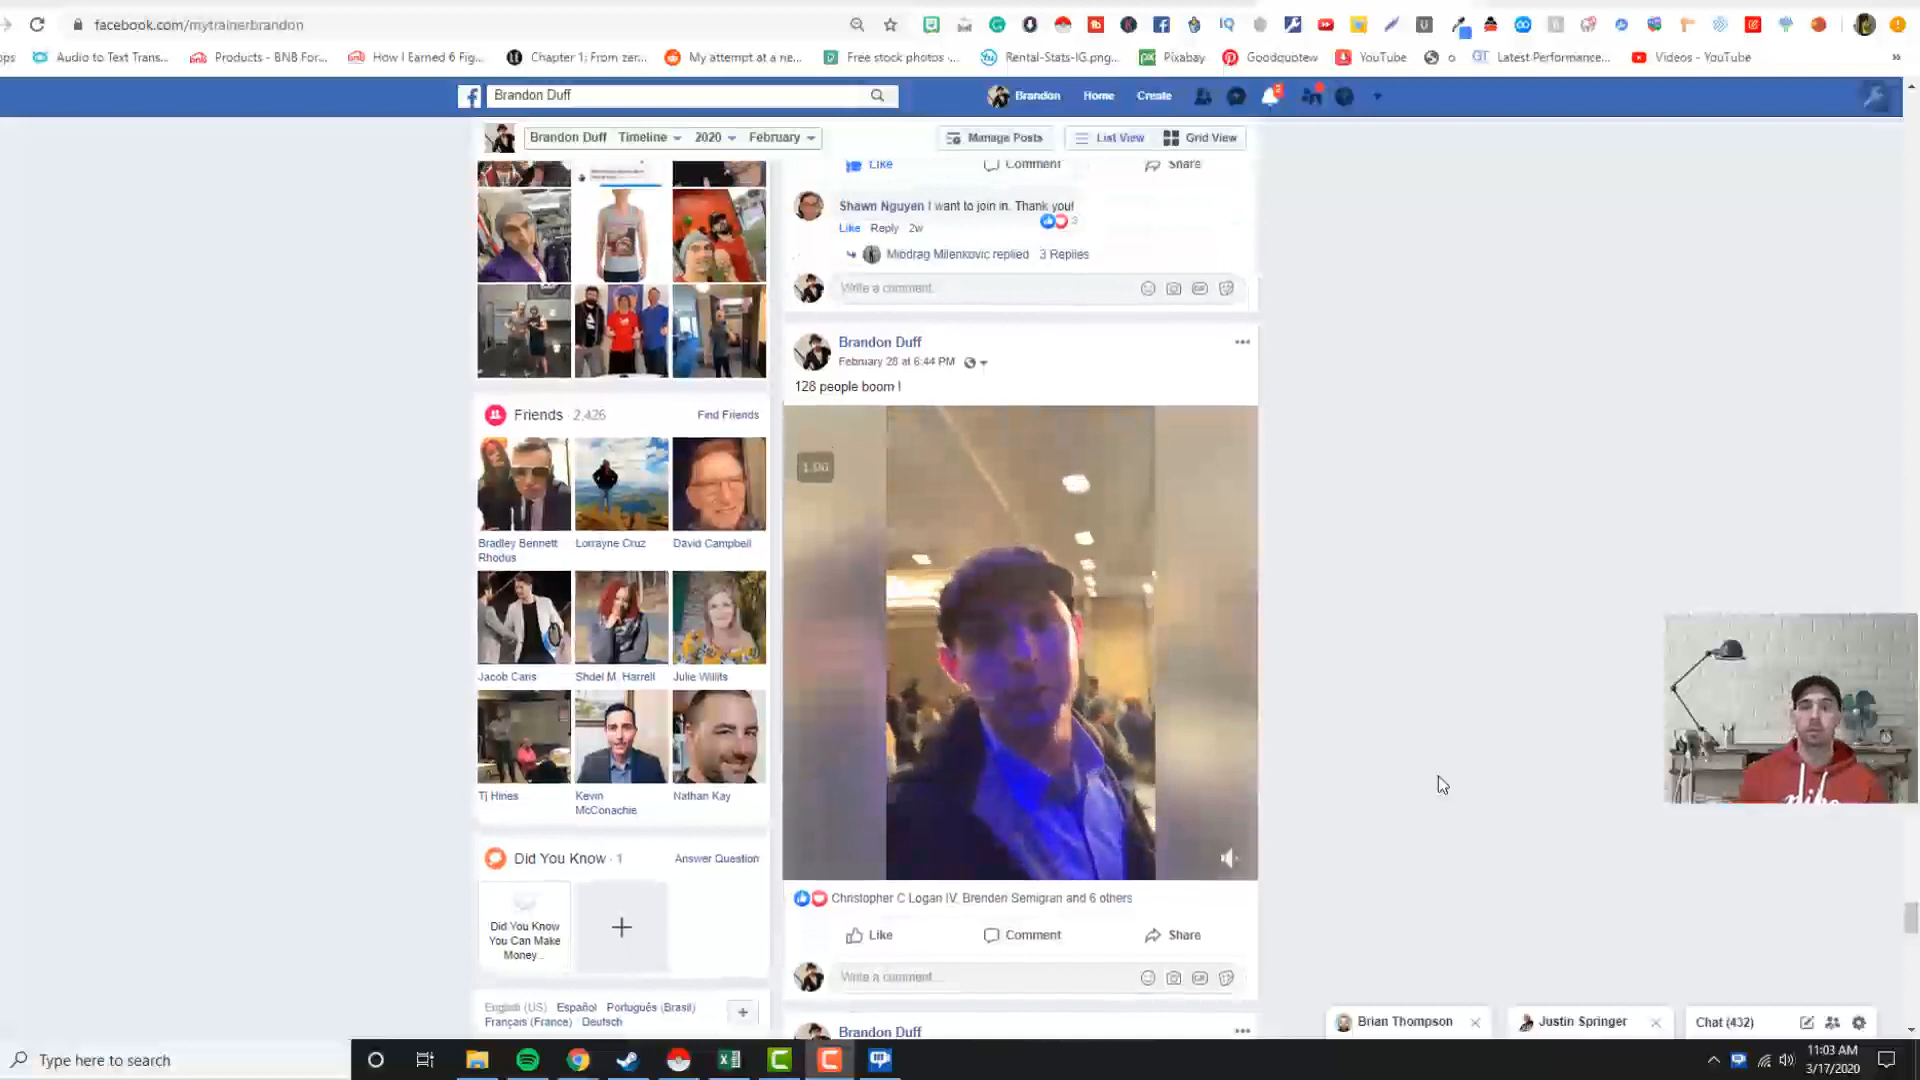 facebook.com/mytrainerbrandon
Audio to Text Trans...
Products - BNB For...
How I Earned 6 Fig...
Chapter 1: From zer...
My attempt at a ne...
Free stock photos -...
Rental-Stats-IG.png...
Pixabay
Goodquotew
YouTube
o
Latest Performance...
Videos - YouTube
»
Brandon Duff
Brandon
Home
Create
2
Brandon Duff
Timeline
2020
February
Manage Posts
List View
Grid View
Like
Comment
Share
Shawn Nguyen I want to join in. Thank you!
3
Like Reply 2w
Miodrag Milenkovic replied 3 Replies
Write a comment...
Brandon Duff
February 28 at 6:44 PM
128 people boom !
Friends 2,426
Find Friends
Bradley Bennett Rhodus
Lorrayne Cruz
David Campbell
Jacob Caris
Shdel M. Harrell
Julie Willits
Tj Hines
Kevin McConachie
Nathan Kay
Did You Know · 1
Answer Question
Did You Know
You Can Make
Money...
English (US) Español Português (Brasil)
Français (France) Deutsch
Christopher C Logan IV, Brenden Semigran and 6 others
Like
Comment
Share
Write a comment...
Brandon Duff
Brian Thompson
Justin Springer
Chat (432)
Type here to search
11:03 AM
3/17/2020